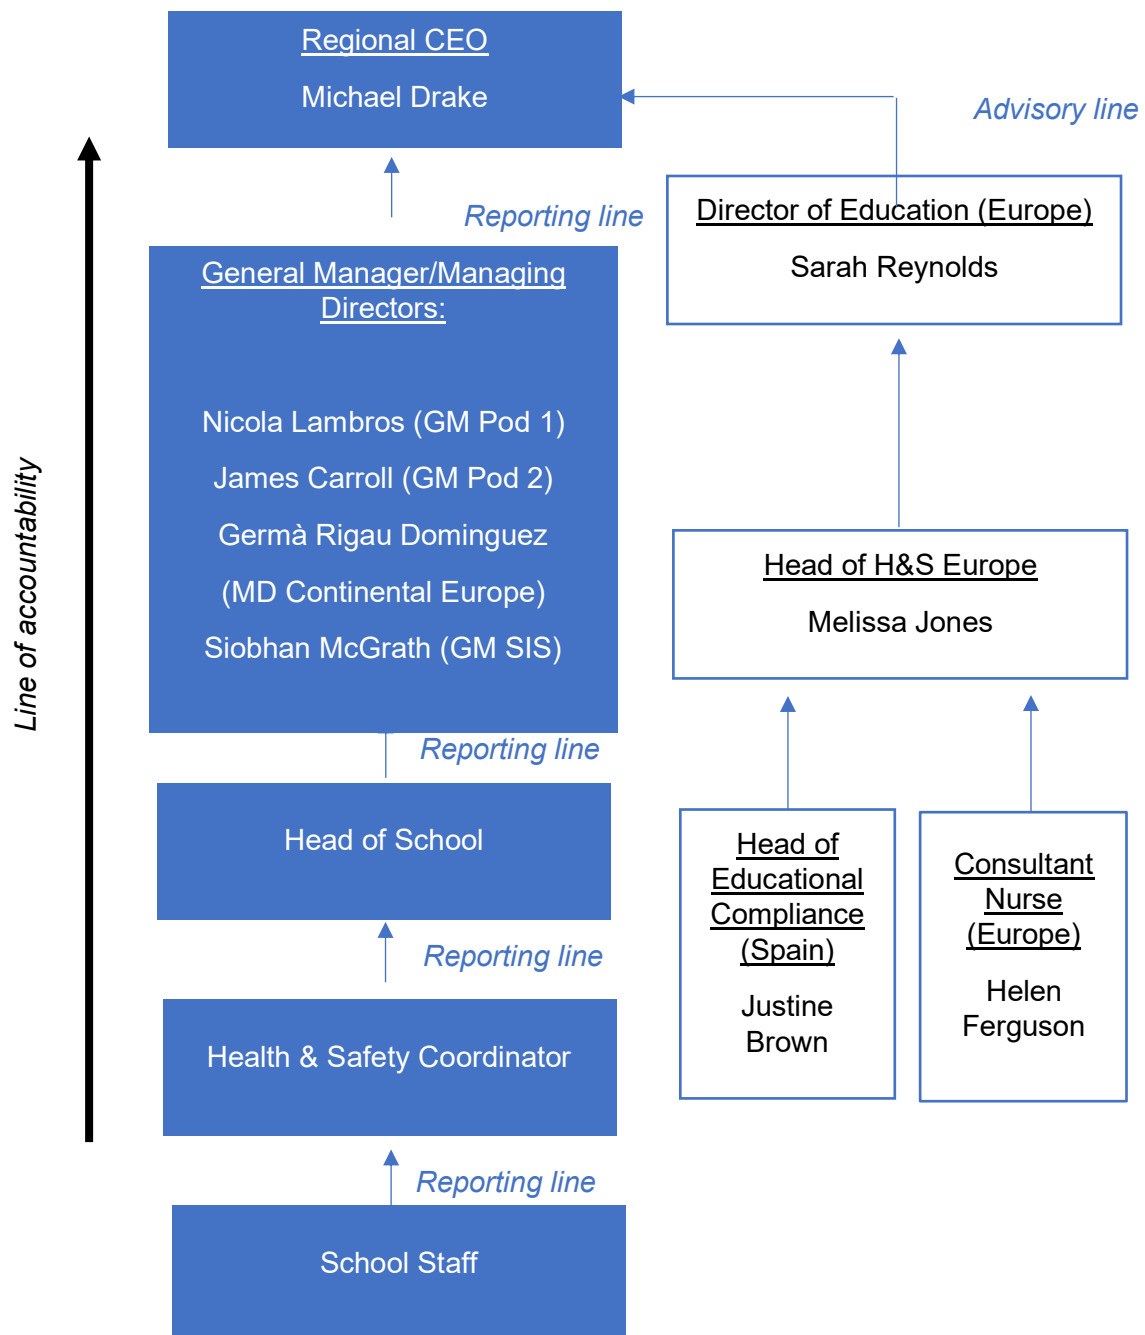 Regional CEO
Michael Drake
Advisory line
Reporting line
Director of Education (Europe)
Sarah Reynolds
General Manager/Managing
Directors:
Nicola Lambros (GM Pod 1)
James Carroll (GM Pod 2)
Germà Rigau Dominguez
(MD Continental Europe)
Siobhan McGrath (GM SIS)
Line of accountability
Head of H&S Europe
Melissa Jones
Reporting line
Head of School
Head of
Educational
Compliance
(Spain)
Justine
Brown
Consultant
Nurse
(Europe)
Helen
Ferguson
Reporting line
Health & Safety Coordinator
Reporting line
School Staff